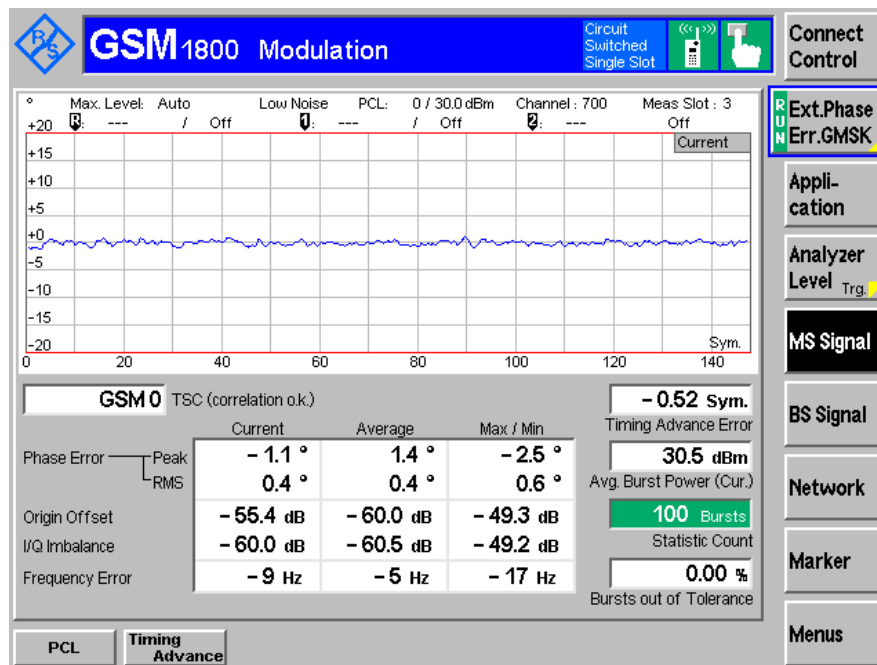 R&S
GSM 1800 Modulation
Circuit Switched Single Slot
Connect Control
° Max. Level: Auto Low Noise PCL: 0 / 30.0 dBm Channel : 700 Meas Slot : 3
R: --- / Off 1: --- / Off 2: --- Off
Current
+20
+15
+10
+5
+0
-5
-10
-15
-20
Sym.
0 20 40 60 80 100 120 140
RUN
Ext.Phase Err.GMSK
Appli-cation
Analyzer Level Trg.
MS Signal
BS Signal
Network
Marker
Menus
GSM 0 TSC (correlation o.k.)
Current Average Max / Min
Phase Error Peak – 1.1 ° 1.4 ° – 2.5 °
RMS 0.4 ° 0.4 ° 0.6 °
Origin Offset – 55.4 dB – 60.0 dB – 49.3 dB
I/Q Imbalance – 60.0 dB – 60.5 dB – 49.2 dB
Frequency Error – 9 Hz – 5 Hz – 17 Hz
– 0.52 Sym.
Timing Advance Error
30.5 dBm
Avg. Burst Power (Cur.)
100 Bursts
Statistic Count
0.00 %
Bursts out of Tolerance
PCL
Timing Advance